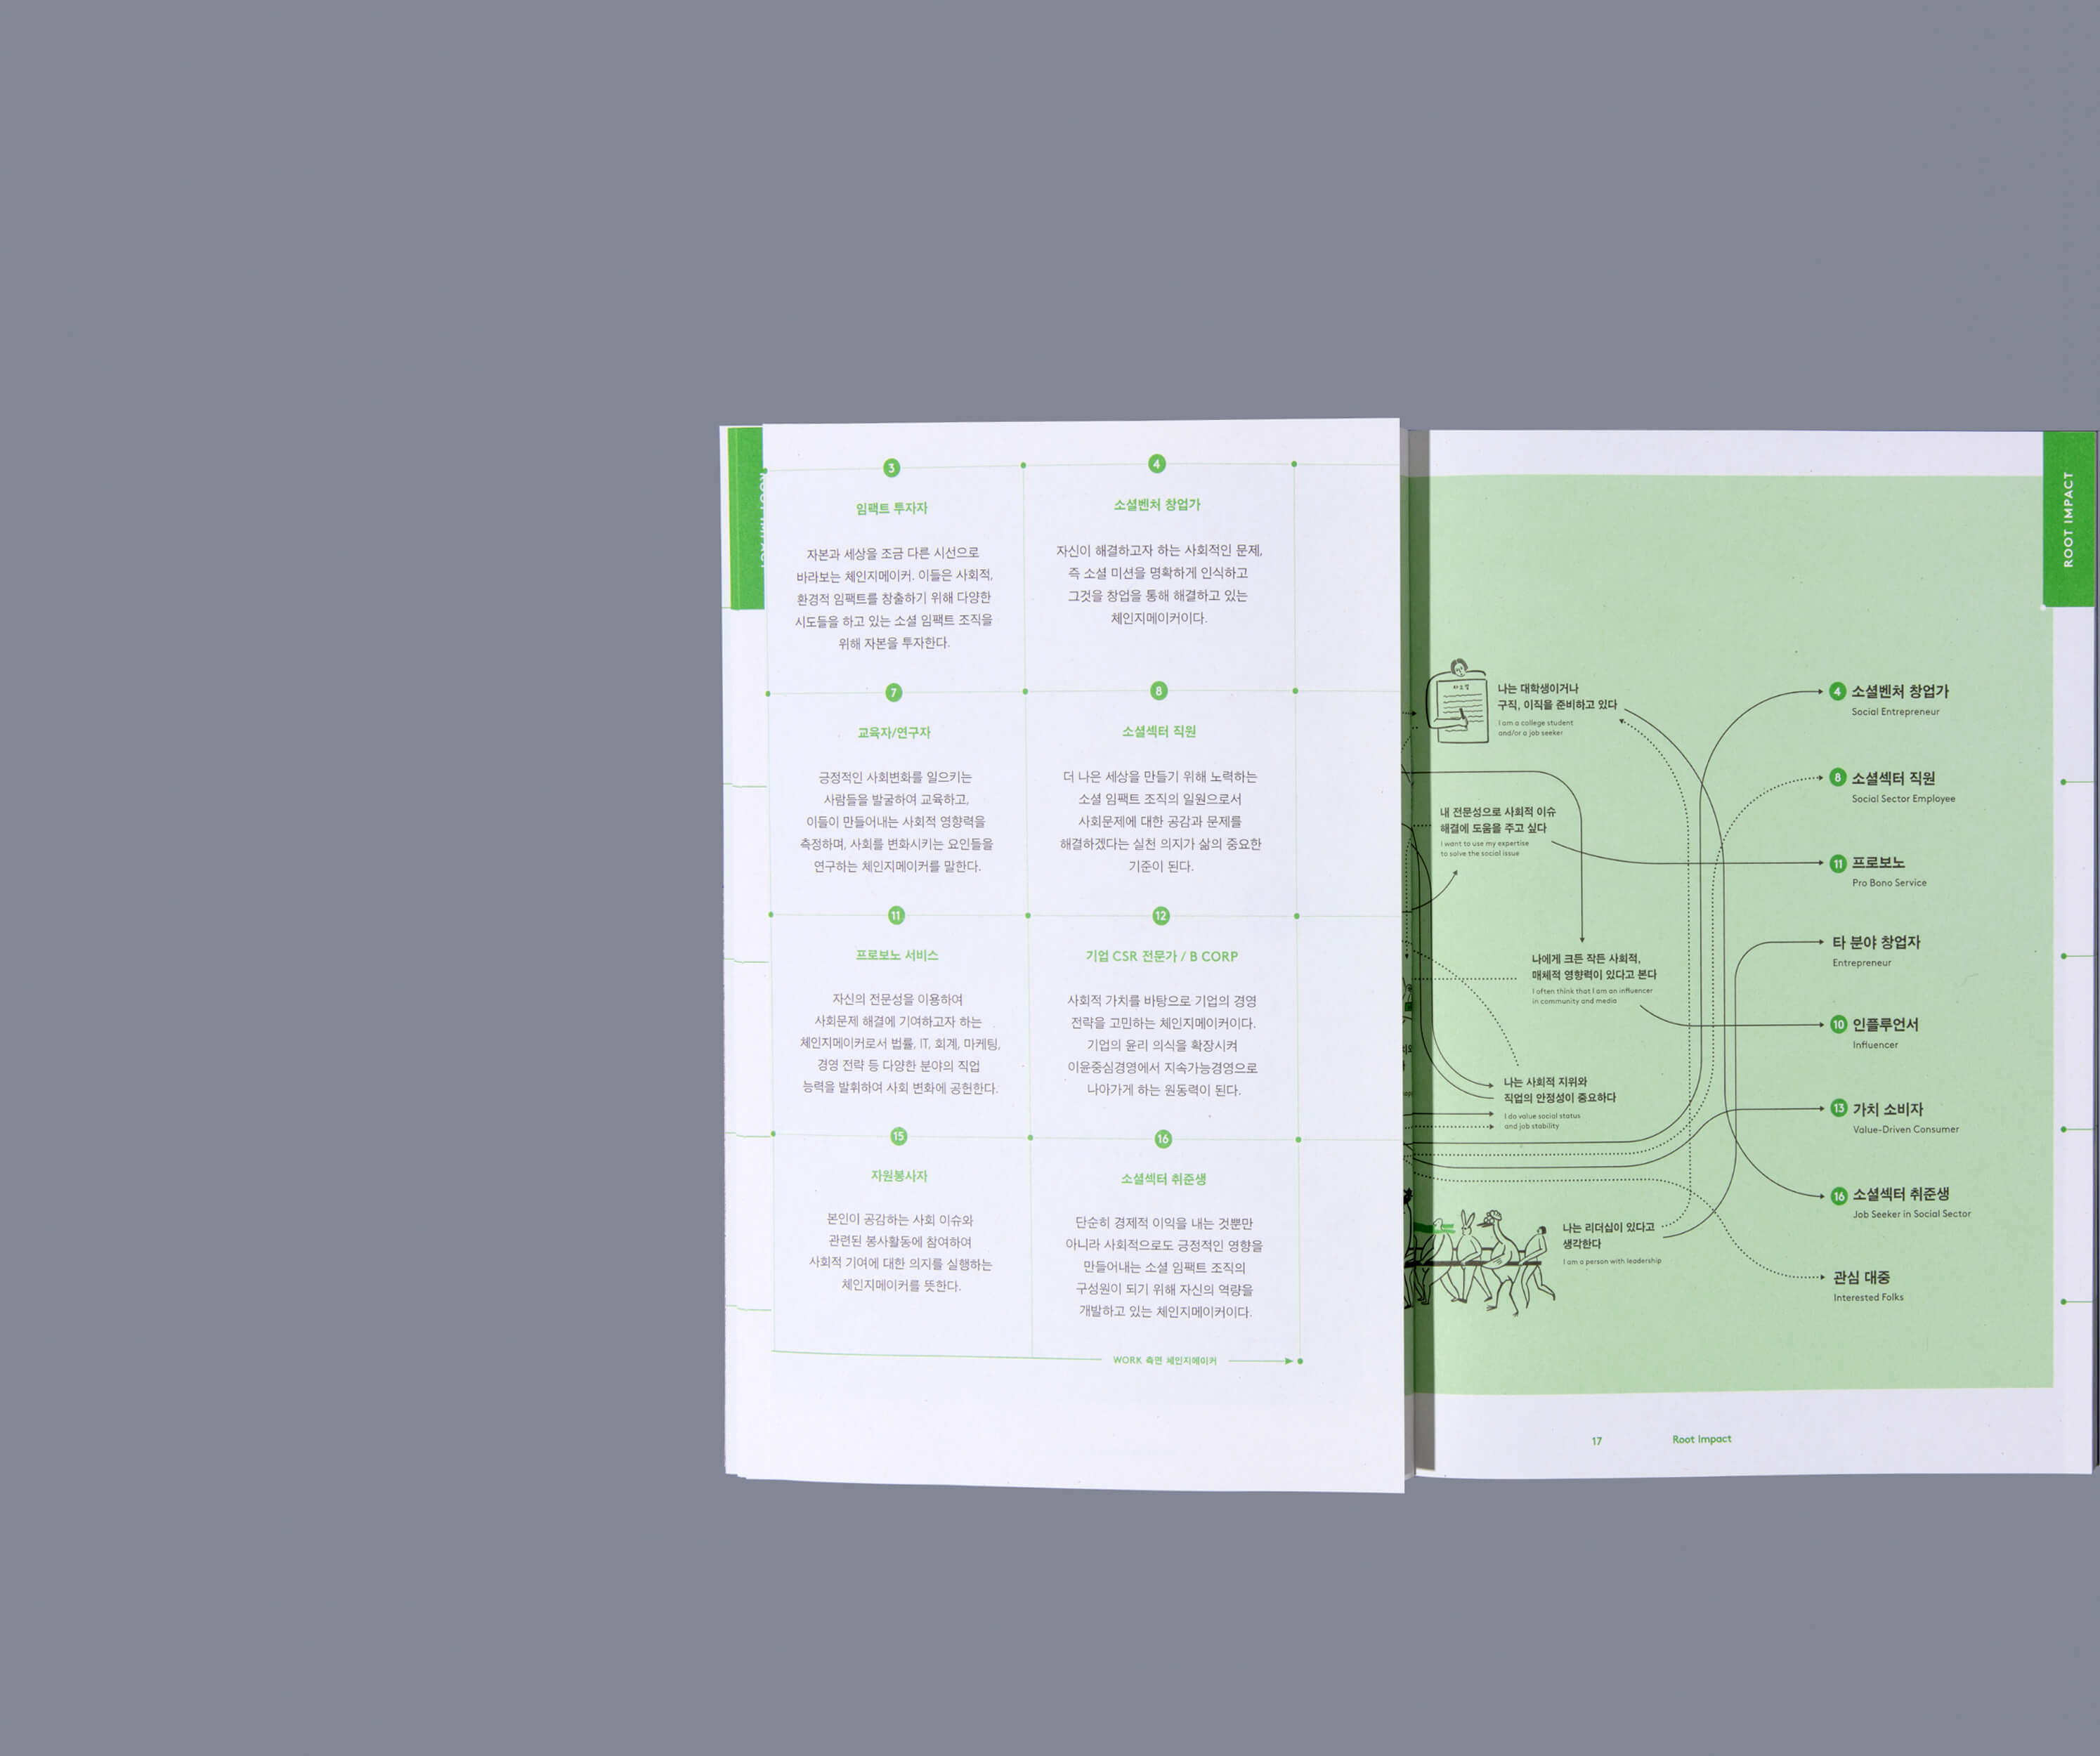 3
임팩트 투자자
자본과 세상을 조금 다른 시선으로
바라보는 체인지메이커. 이들은 사회적,
환경적 임팩트를 창출하기 위해 다양한
시도들을 하고 있는 소셜 임팩트 조직을
위해 자본을 투자한다.
4
소셜벤처 창업가
자신이 해결하고자 하는 사회적인 문제,
즉 소셜 미션을 명확하게 인식하고
그것을 창업을 통해 해결하고 있는
체인지메이커이다.
7
교육자/연구자
긍정적인 사회변화를 일으키는
사람들을 발굴하여 교육하고,
이들이 만들어내는 사회적 영향력을
측정하며, 사회를 변화시키는 요인들을
연구하는 체인지메이커를 말한다.
8
소셜섹터 직원
더 나은 세상을 만들기 위해 노력하는
소셜 임팩트 조직의 일원으로서
사회문제에 대한 공감과 문제를
해결하겠다는 실천 의지가 삶의 중요한
기준이 된다.
11
프로보노 서비스
자신의 전문성을 이용하여
사회문제 해결에 기여하고자 하는
체인지메이커로서 법률, IT, 회계, 마케팅,
경영 전략 등 다양한 분야의 직업
능력을 발휘하여 사회 변화에 공헌한다.
12
기업 CSR 전문가 / B CORP
사회적 가치를 바탕으로 기업의 경영
전략을 고민하는 체인지메이커이다.
기업의 윤리 의식을 확장시켜
이윤중심경영에서 지속가능경영으로
나아가게 하는 원동력이 된다.
15
자원봉사자
본인이 공감하는 사회 이슈와
관련된 봉사활동에 참여하여
사회적 기여에 대한 의지를 실행하는
체인지메이커를 뜻한다.
16
소셜섹터 취준생
단순히 경제적 이익을 내는 것뿐만
아니라 사회적으로도 긍정적인 영향을
만들어내는 소셜 임팩트 조직의
구성원이 되기 위해 자신의 역량을
개발하고 있는 체인지메이커이다.
WORK 측면 체인지메이커
ROOT IMPACT
나는 대학생이거나
구직, 이직을 준비하고 있다
I am a college student
and/or a job seeker
내 전문성으로 사회적 이슈
해결에 도움을 주고 싶다
I want to use my expertise
to solve the social issue
나에게 크든 작든 사회적,
매체적 영향력이 있다고 본다
I often think that I am an influencer
in community and media
나는 사회적 지위와
직업의 안정성이 중요하다
I do value social status
and job stability
나는 리더십이 있다고
생각한다
I am a person with leadership
4 소셜벤처 창업가
Social Entrepreneur
8 소셜섹터 직원
Social Sector Employee
11 프로보노
Pro Bono Service
타 분야 창업자
Entrepreneur
10 인플루언서
Influencer
13 가치 소비자
Value-Driven Consumer
16 소셜섹터 취준생
Job Seeker in Social Sector
관심 대중
Interested Folks
17 Root Impact